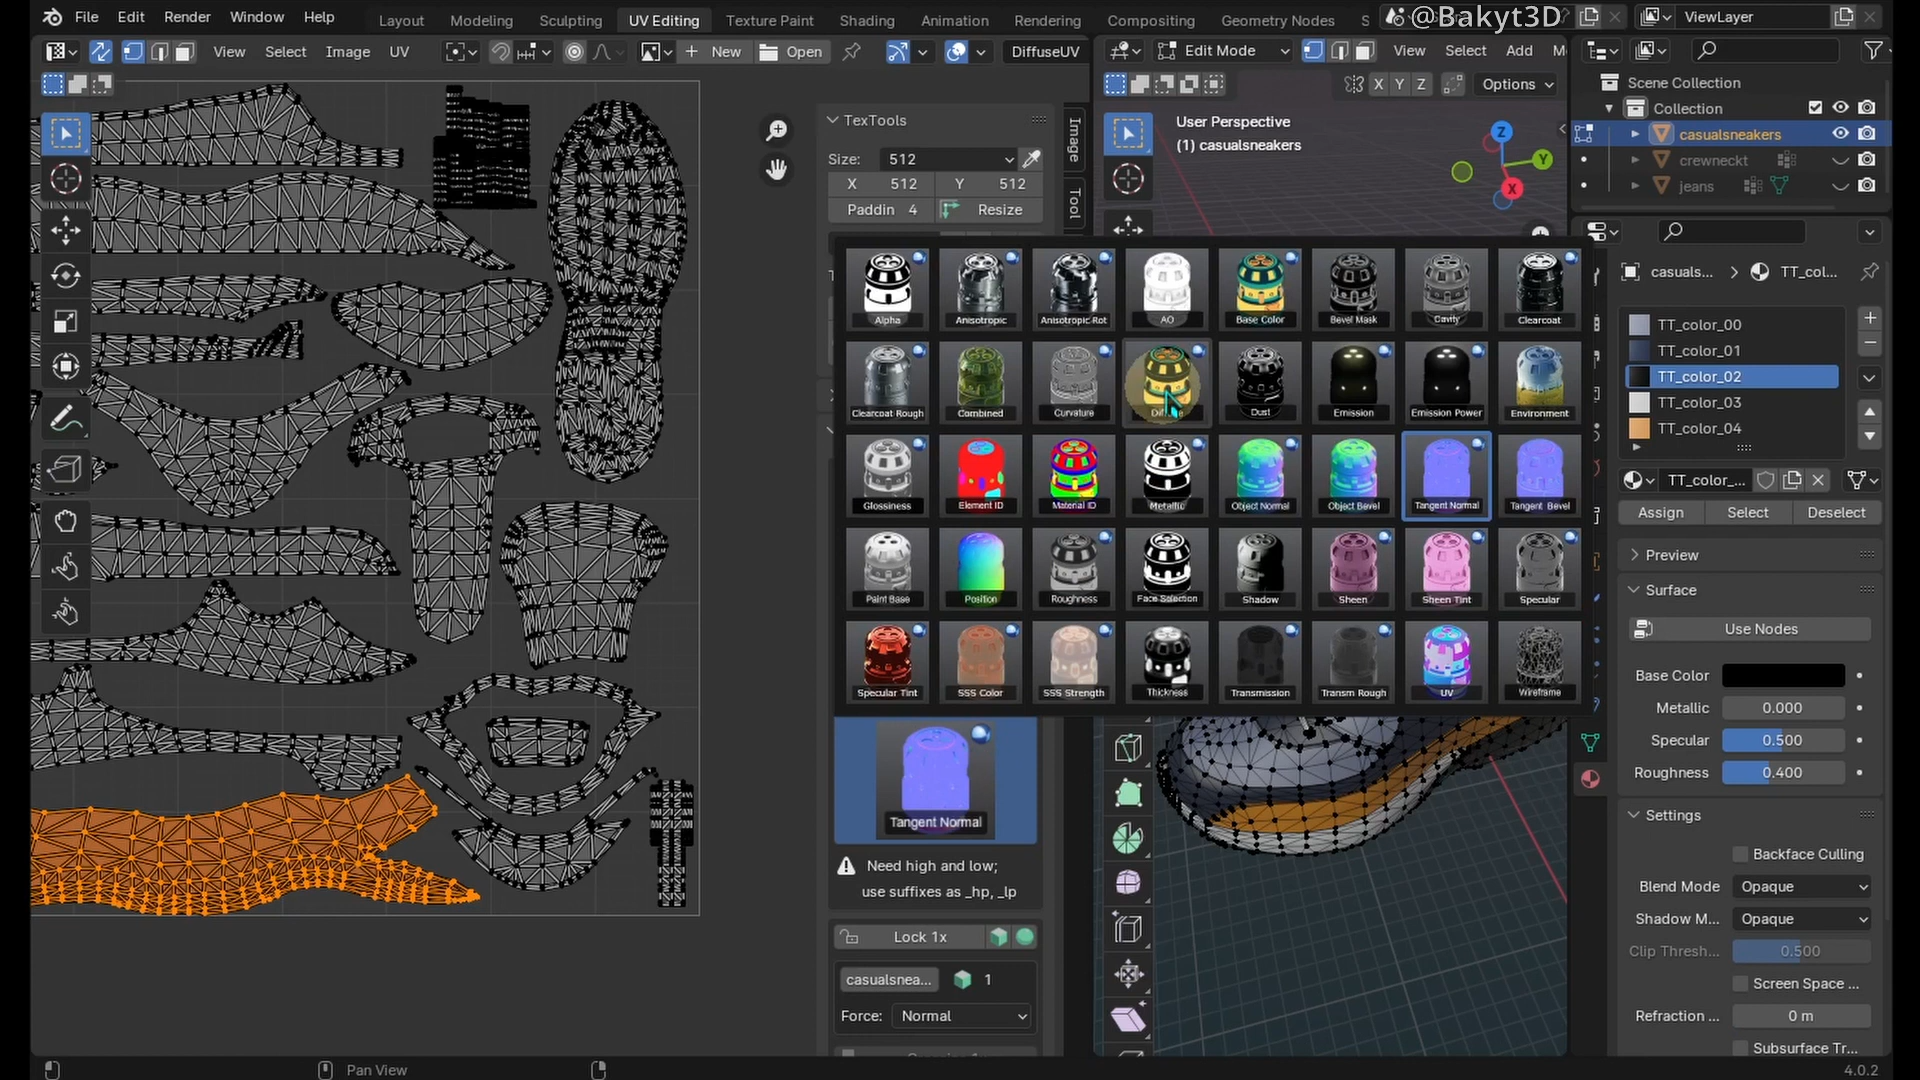 File Edit Render Window Help Layout Modeling Sculpting UV Editing Texture Paint Shading Animation Rendering Compositing Geometry Nodes S @Bakyt3D ViewLayer
View Select Image UV New Open DiffuseUV Edit Mode View Select Add
X Y Z Options
Scene Collection
Collection
casualsneakers
crewneckt
jeans
TexTools
Size: 512
X 512 Y 512
Paddin 4 Resize
Image
Tool
User Perspective
(1) casualsneakers
Z
Y
X
Alpha Anisotropic Anisotropic Rot AO Base Color Bevel Mask Cavity Clearcoat
Clearcoat Rough Combined Curvature Dust Emission Emission Power Environment
Glossiness Element ID Material ID Metallic Object Normal Object Bevel Tangent Normal Tangent Bevel
Paint Base Position Roughness Face Selection Shadow Sheen Sheen Tint Specular
Specular Tint SSS Color SSS Strength Thickness Transmission Transm Rough UV Wireframe
Tangent Normal
Need high and low;
use suffixes as _hp, _lp
Lock 1x
casualsnea... 1
Force: Normal
casuals... TT_col...
TT_color_00
TT_color_01
TT_color_02
TT_color_03
TT_color_04
TT_color_...
Assign Select Deselect
Preview
Surface
Use Nodes
Base Color
Metallic 0.000
Specular 0.500
Roughness 0.400
Settings
Backface Culling
Blend Mode Opaque
Shadow M... Opaque
Clip Thresh... 0.500
Screen Space ...
Refraction ... 0 m
Subsurface Tr...
Pan View
4.0.2